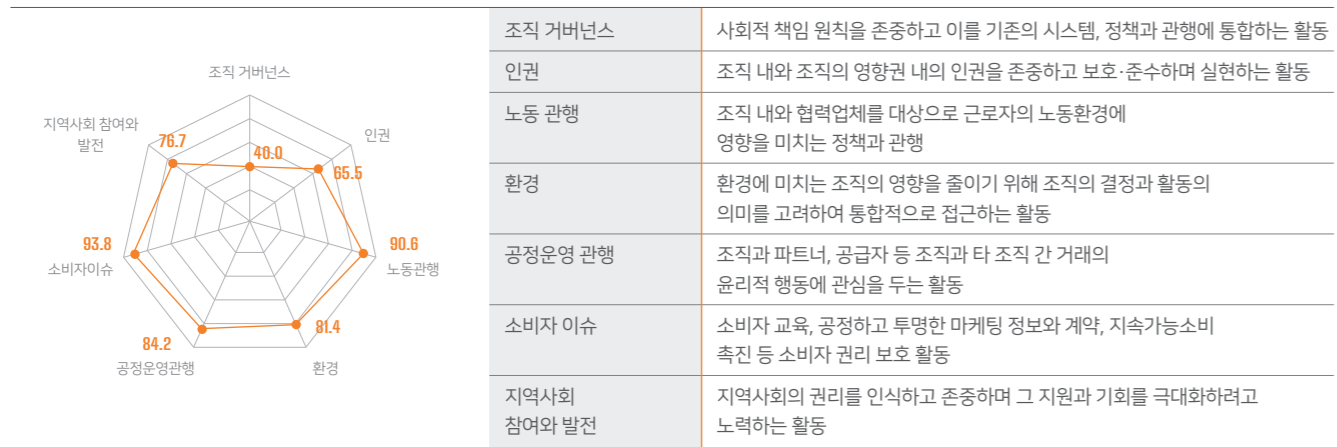 조직 거버넌스
지역사회 참여와
발전
인권
76.7
40.0
65.5
93.8
소비자이슈
90.6
노동관행
84.2
공정운영관행
81.4
환경
조직 거버넌스 사회적 책임 원칙을 존중하고 이를 기존의 시스템, 정책과 관행에 통합하는 활동
인권 조직 내와 조직의 영향권 내의 인권을 존중하고 보호·준수하며 실현하는 활동
노동 관행 조직 내와 협력업체를 대상으로 근로자의 노동환경에
영향을 미치는 정책과 관행
환경 환경에 미치는 조직의 영향을 줄이기 위해 조직의 결정과 활동의
의미를 고려하여 통합적으로 접근하는 활동
공정운영 관행 조직과 파트너, 공급자 등 조직과 타 조직 간 거래의
윤리적 행동에 관심을 두는 활동
소비자 이슈 소비자 교육, 공정하고 투명한 마케팅 정보와 계약, 지속가능소비
촉진 등 소비자 권리 보호 활동
지역사회 지역사회의 권리를 인식하고 존중하며 그 지원과 기회를 극대화하려고
참여와 발전 노력하는 활동